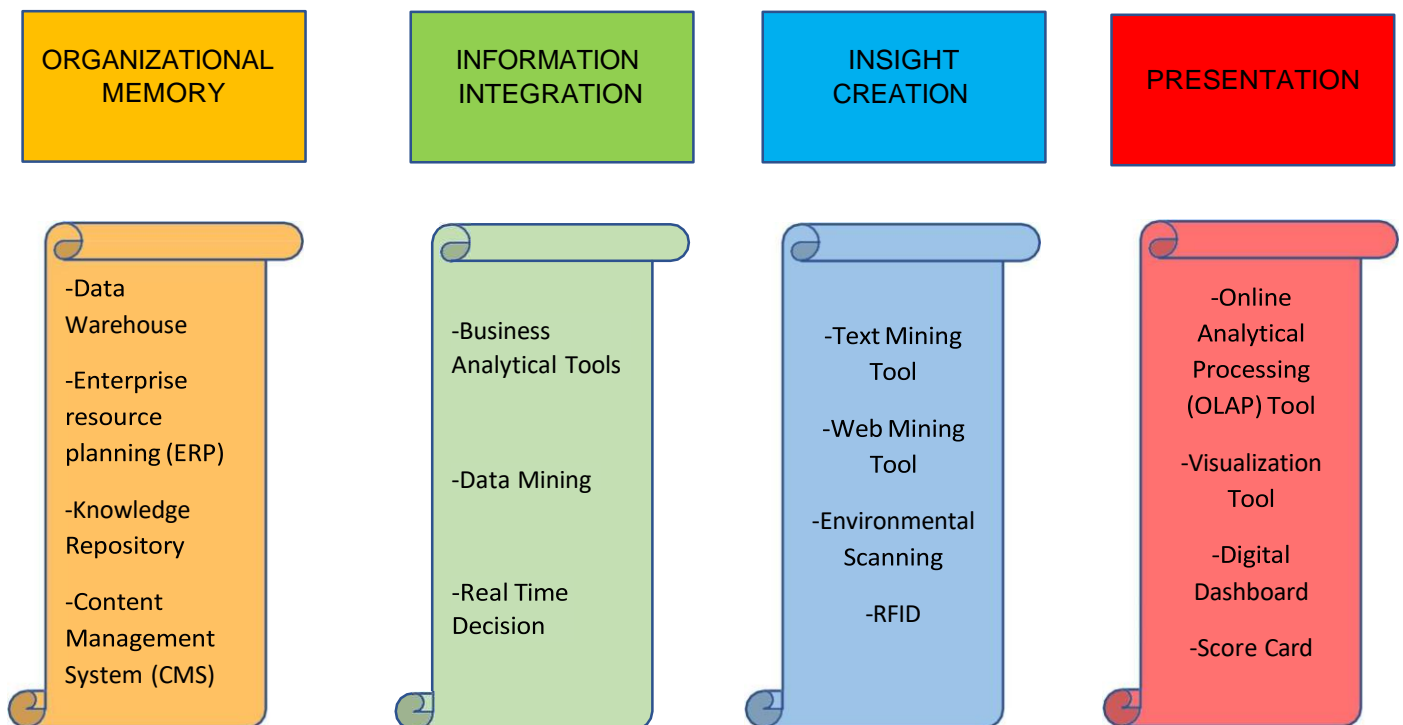 ORGANIZATIONAL
MEMORY
INFORMATION
INTEGRATION
INSIGHT
CREATION
PRESENTATION
-Data
Warehouse
-Enterprise
resource
planning (ERP)
-Knowledge
Repository
-Content
Management
System (CMS)
-Business
Analytical Tools
-Data Mining
-Real Time
Decision
-Text Mining
Tool
-Web Mining
Tool
-Environmental
Scanning
-RFID
-Online
Analytical
Processing
(OLAP) Tool
-Visualization
Tool
-Digital
Dashboard
-Score Card